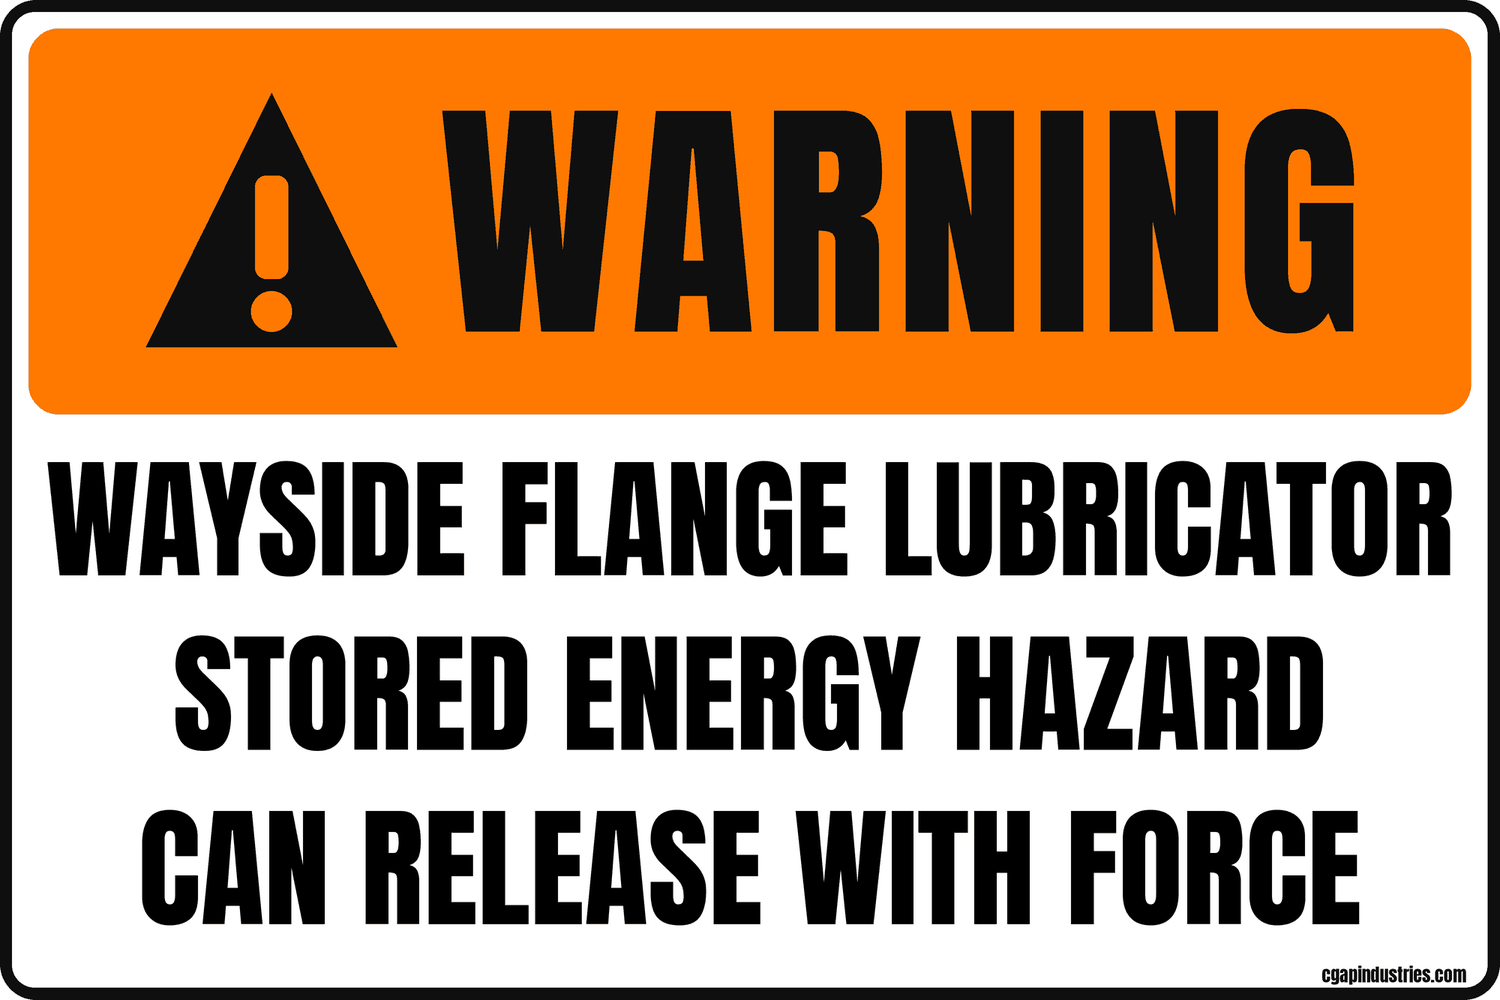 WARNING
WAYSIDE FLANGE LUBRICATOR
STORED ENERGY HAZARD
CAN RELEASE WITH FORCE
cgapindustries.com